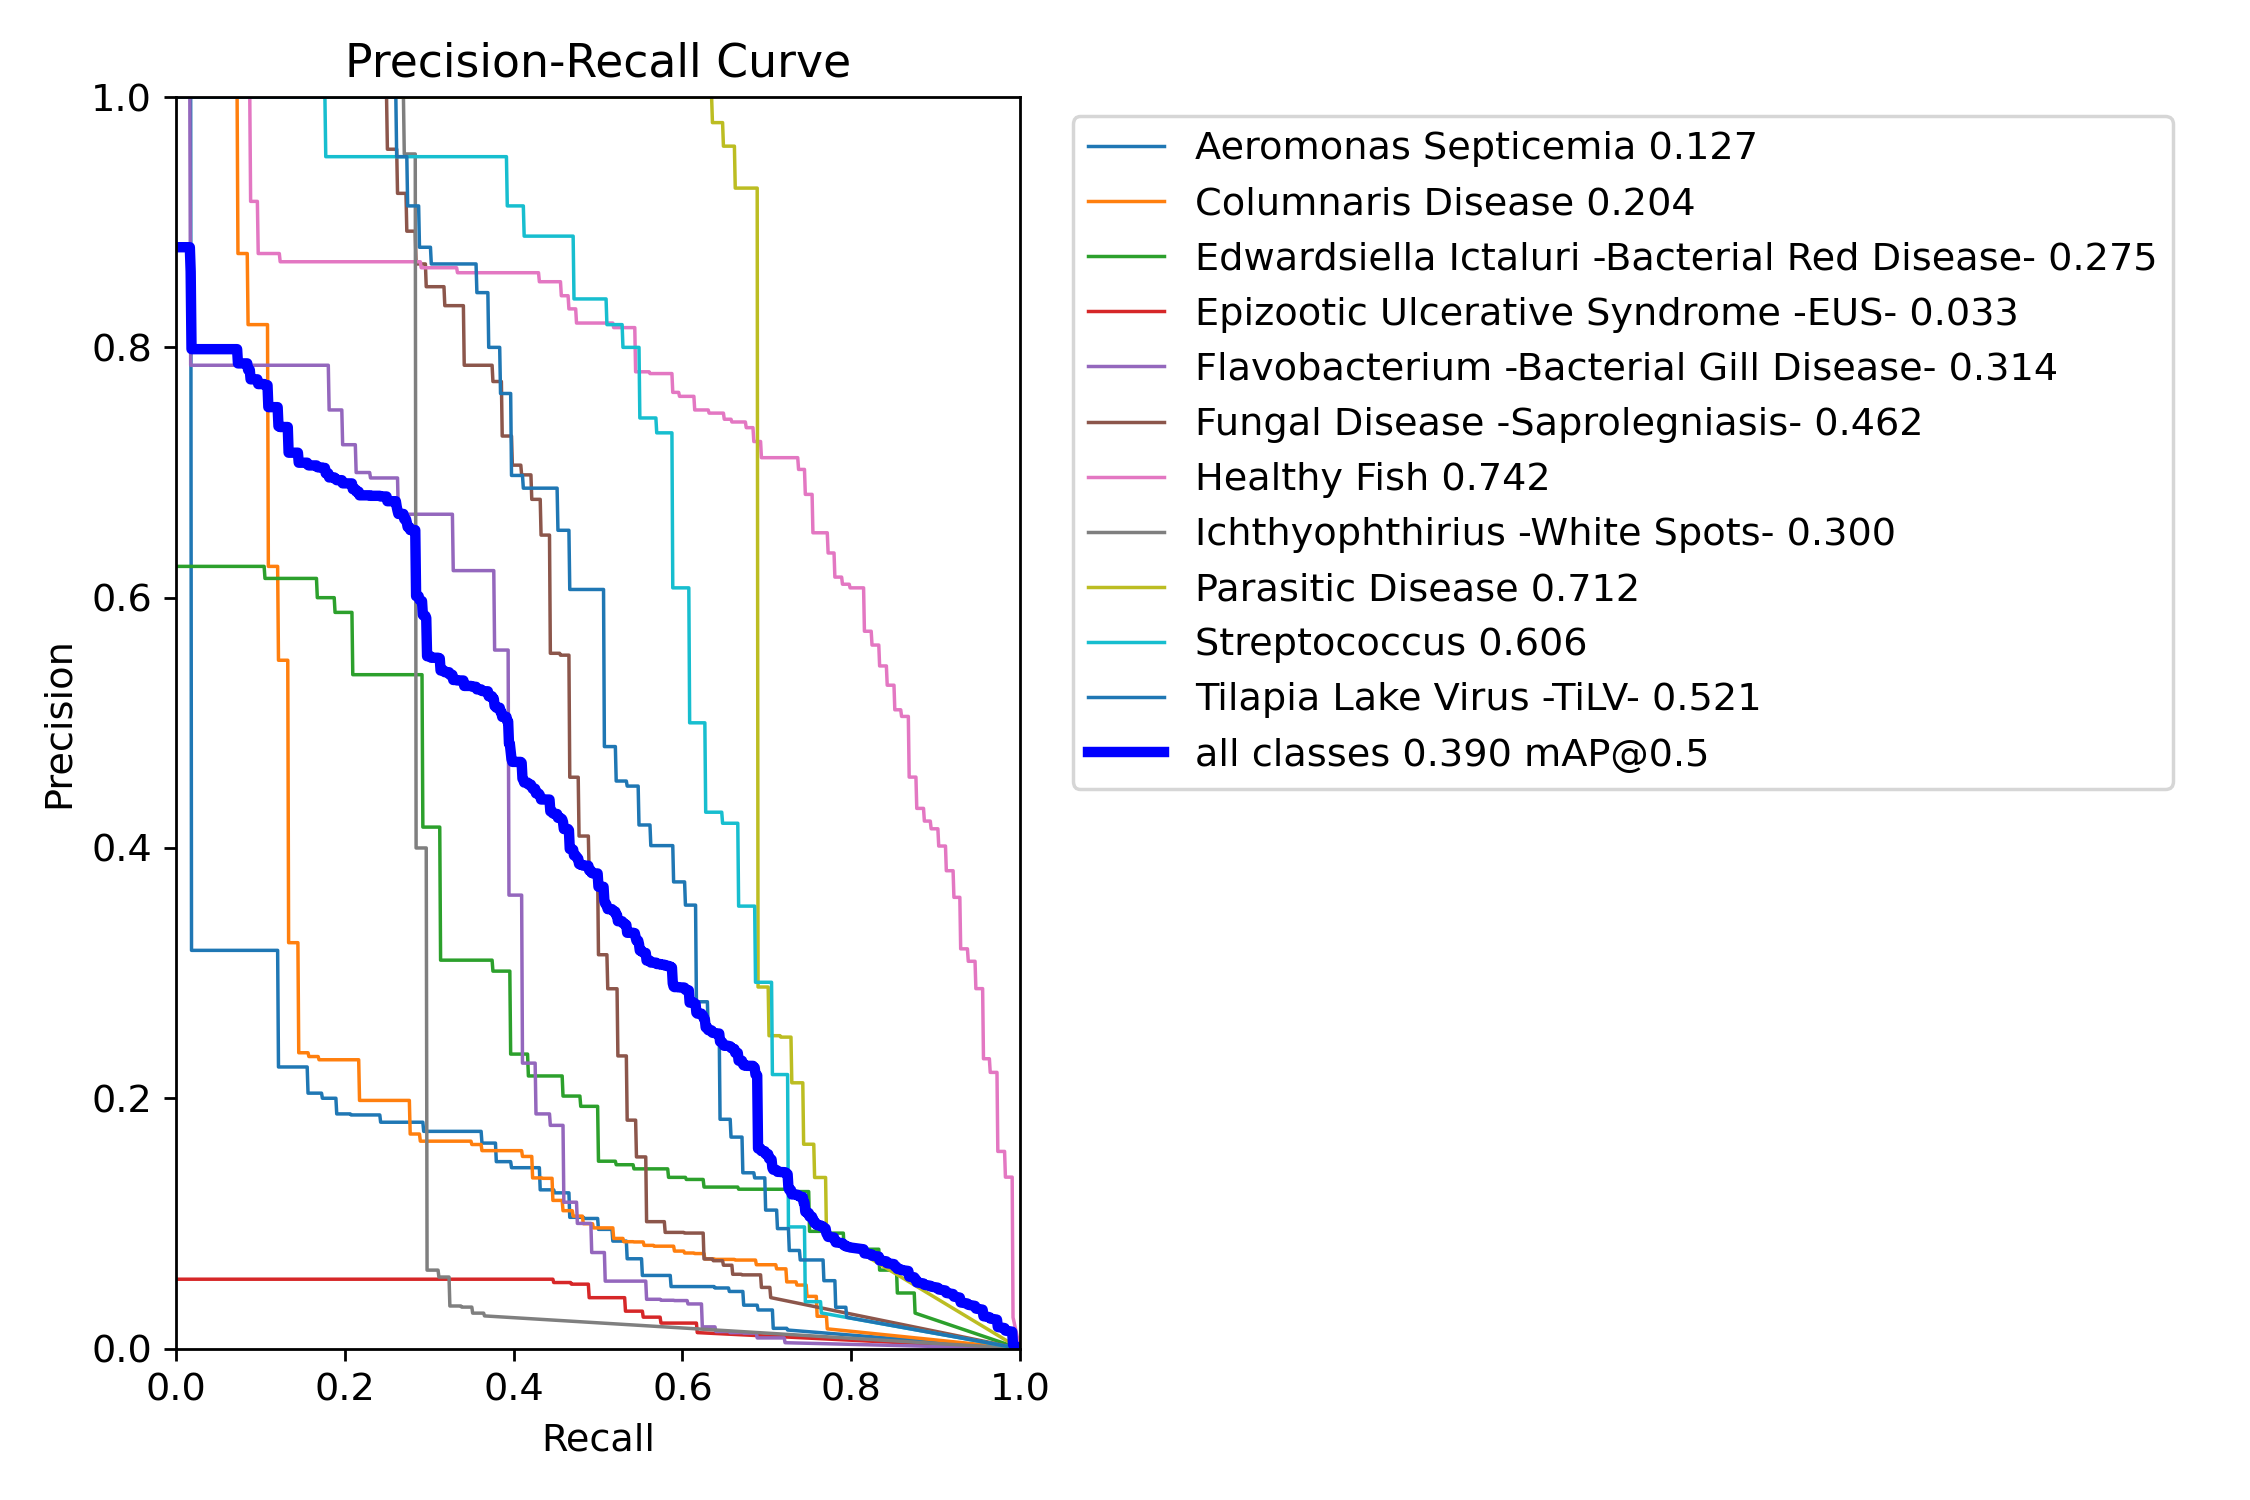 Precision-Recall Curve
1.0
0.8
0.6
0.4
0.2
0.0
Precision
0.0 0.2 0.4 0.6 0.8 1.0
Recall
Aeromonas Septicemia 0.127
Columnaris Disease 0.204
Edwardsiella Ictaluri -Bacterial Red Disease- 0.275
Epizootic Ulcerative Syndrome -EUS- 0.033
Flavobacterium -Bacterial Gill Disease- 0.314
Fungal Disease -Saprolegniasis- 0.462
Healthy Fish 0.742
Ichthyophthirius -White Spots- 0.300
Parasitic Disease 0.712
Streptococcus 0.606
Tilapia Lake Virus -TiLV- 0.521
all classes 0.390 mAP@0.5